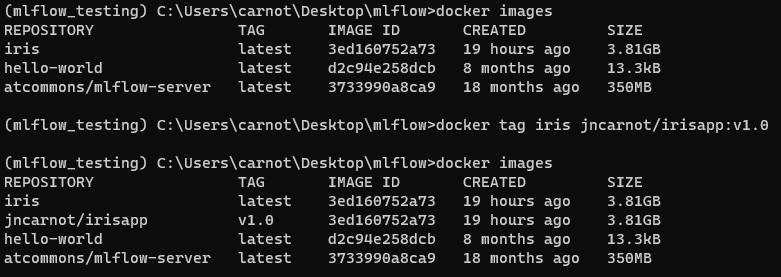 (mlflow_testing) C:\Users\carnot\Desktop\mlflow>docker images
REPOSITORY TAG IMAGE ID CREATED SIZE
iris latest 3ed160752a73 19 hours ago 3.81GB
hello-world latest d2c94e258dcb 8 months ago 13.3kB
atcommons/mlflow-server latest 3733990a8ca9 18 months ago 350MB
(mlflow_testing) C:\Users\carnot\Desktop\mlflow>docker tag iris jncarnot/irisapp:v1.0
(mlflow_testing) C:\Users\carnot\Desktop\mlflow>docker images
REPOSITORY TAG IMAGE ID CREATED SIZE
iris latest 3ed160752a73 19 hours ago 3.81GB
jncarnot/irisapp v1.0 3ed160752a73 19 hours ago 3.81GB
hello-world latest d2c94e258dcb 8 months ago 13.3kB
atcommons/mlflow-server latest 3733990a8ca9 18 months ago 350MB